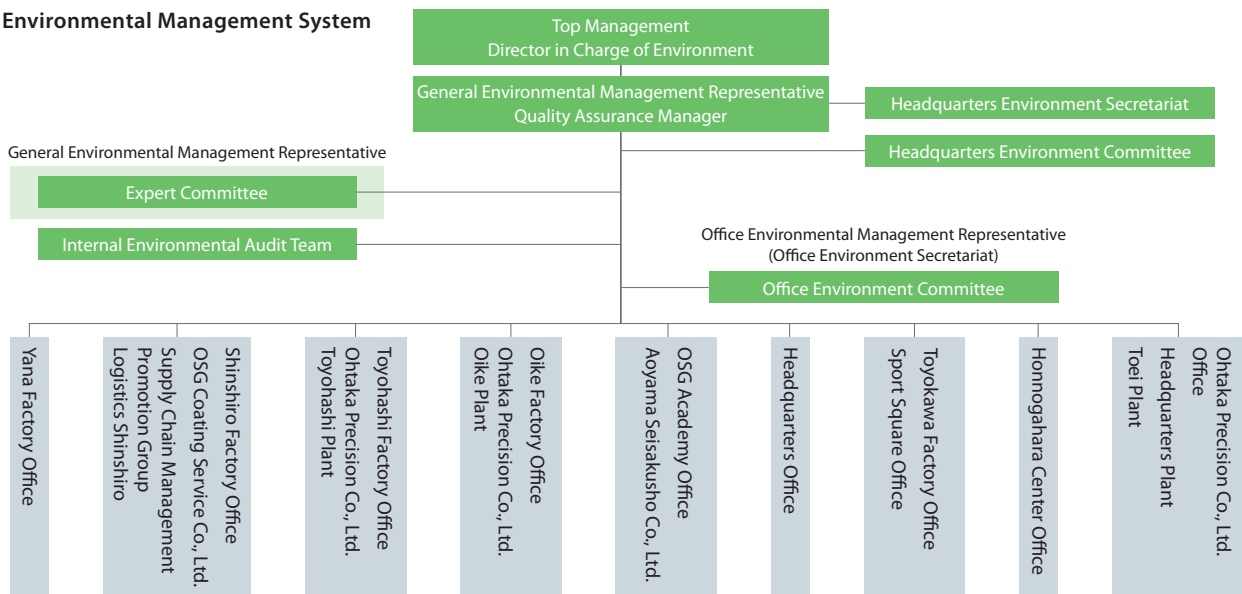 Environmental Management System
Top Management
Director in Charge of Environment
General Environmental Management Representative
Quality Assurance Manager
Headquarters Environment Secretariat
Headquarters Environment Committee
General Environmental Management Representative
Expert Committee
Internal Environmental Audit Team
Office Environmental Management Representative
(Office Environment Secretariat)
Office Environment Committee
Yana Factory Office
Shinshiro Factory Office
OSG Coating Service Co., Ltd.
Supply Chain Management
Promotion Group
Logistics Shinshiro
Toyohashi Factory Office
Ohtaka Precision Co., Ltd.
Toyohashi Plant
Oike Factory Office
Ohtaka Precision Co., Ltd.
Oike Plant
OSG Academy Office
Aoyama Seisakusho Co., Ltd.
Headquarters Office
Toyokawa Factory Office
Sport Square Office
Honnogahara Center Office
Ohtaka Precision Co., Ltd.
Office
Headquarters Plant
Toei Plant